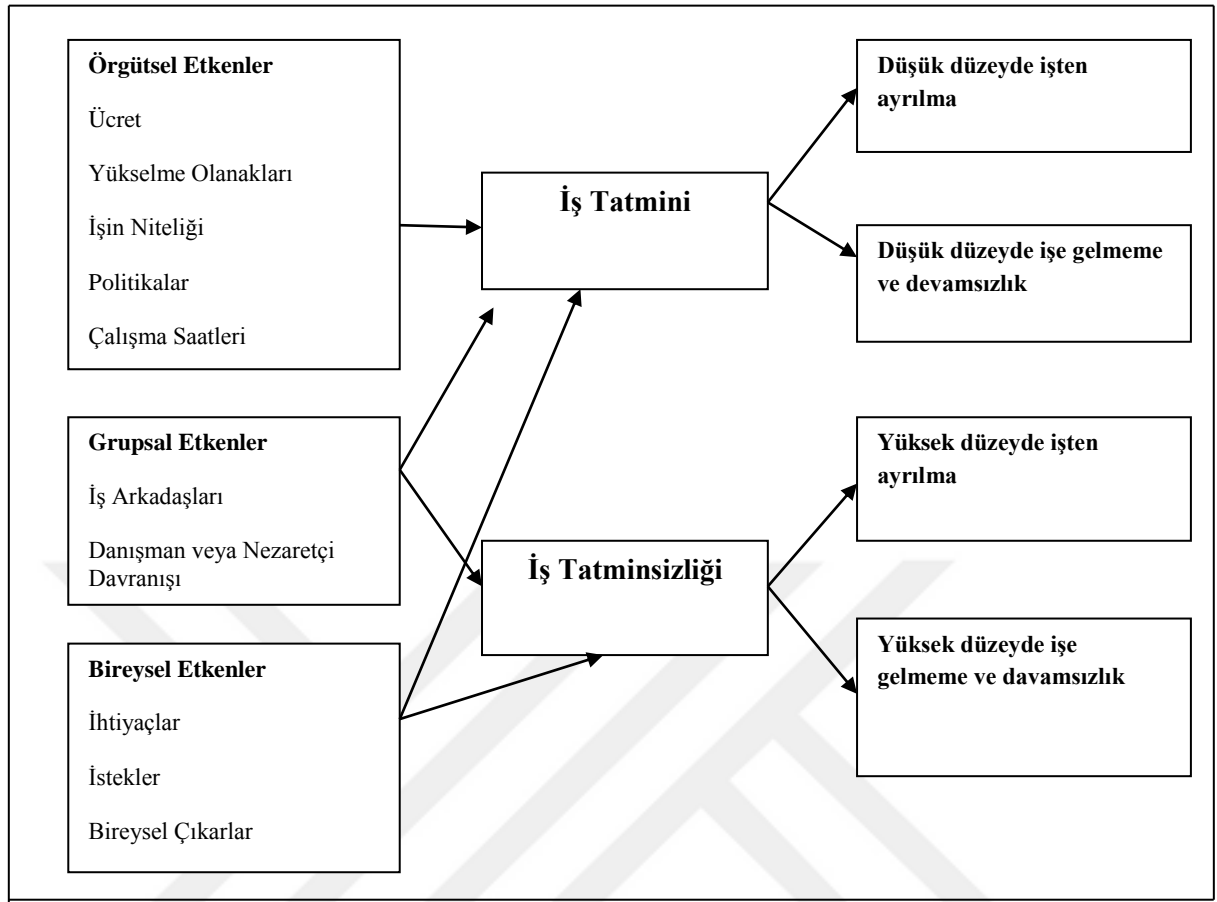 Örgütsel Etkenler
Ücret
Yükselme Olanakları
İşin Niteliği
Politikalar
Çalışma Saatleri
Grupsal Etkenler
İş Arkadaşları
Danışman veya Nezaretçi
Davranışı
Bireysel Etkenler
İhtiyaçlar
İstekler
Bireysel Çıkarlar
İş Tatmini
İş Tatminsizliği
Düşük düzeyde işten
ayrılma
Düşük düzeyde işe gelmeme
ve devamsızlık
Yüksek düzeyde işten
ayrılma
Yüksek düzeyde işe
gelmeme ve davamsızlık